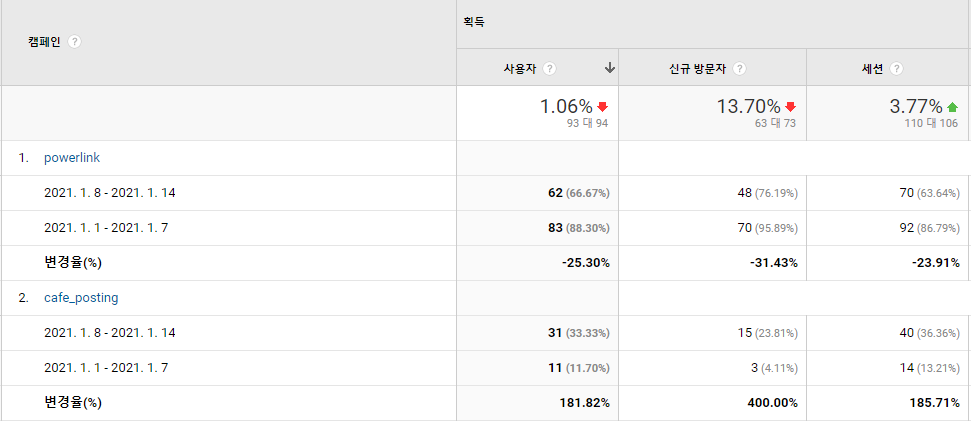 획득
캠페인 ?
사용자 ? 신규 방문자 ? 세션 ?
1.06% 13.70% 3.77%
93 대 94 63 대 73 110 대 106
1. powerlink
2021. 1. 8 - 2021. 1. 14 62 (66.67%) 48 (76.19%) 70 (63.64%)
2021. 1. 1 - 2021. 1. 7 83 (88.30%) 70 (95.89%) 92 (86.79%)
변경율(%) -25.30% -31.43% -23.91%
2. cafe_posting
2021. 1. 8 - 2021. 1. 14 31 (33.33%) 15 (23.81%) 40 (36.36%)
2021. 1. 1 - 2021. 1. 7 11 (11.70%) 3 (4.11%) 14 (13.21%)
변경율(%) 181.82% 400.00% 185.71%